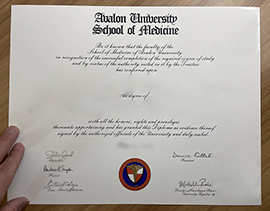 Avalon University
School of Medicine
Be it known that the faculty of the
School of Medicine of Avalon University
in recognition of the successful completion of the required course of study
and by virtue of the authority vested in it by the Trustees
has conferred upon
the degree of
with all the honors, rights and privileges
thereunto appertaining and has granted this Diploma as evidence thereof
signed by the authorized officials of the University and duly sealed.